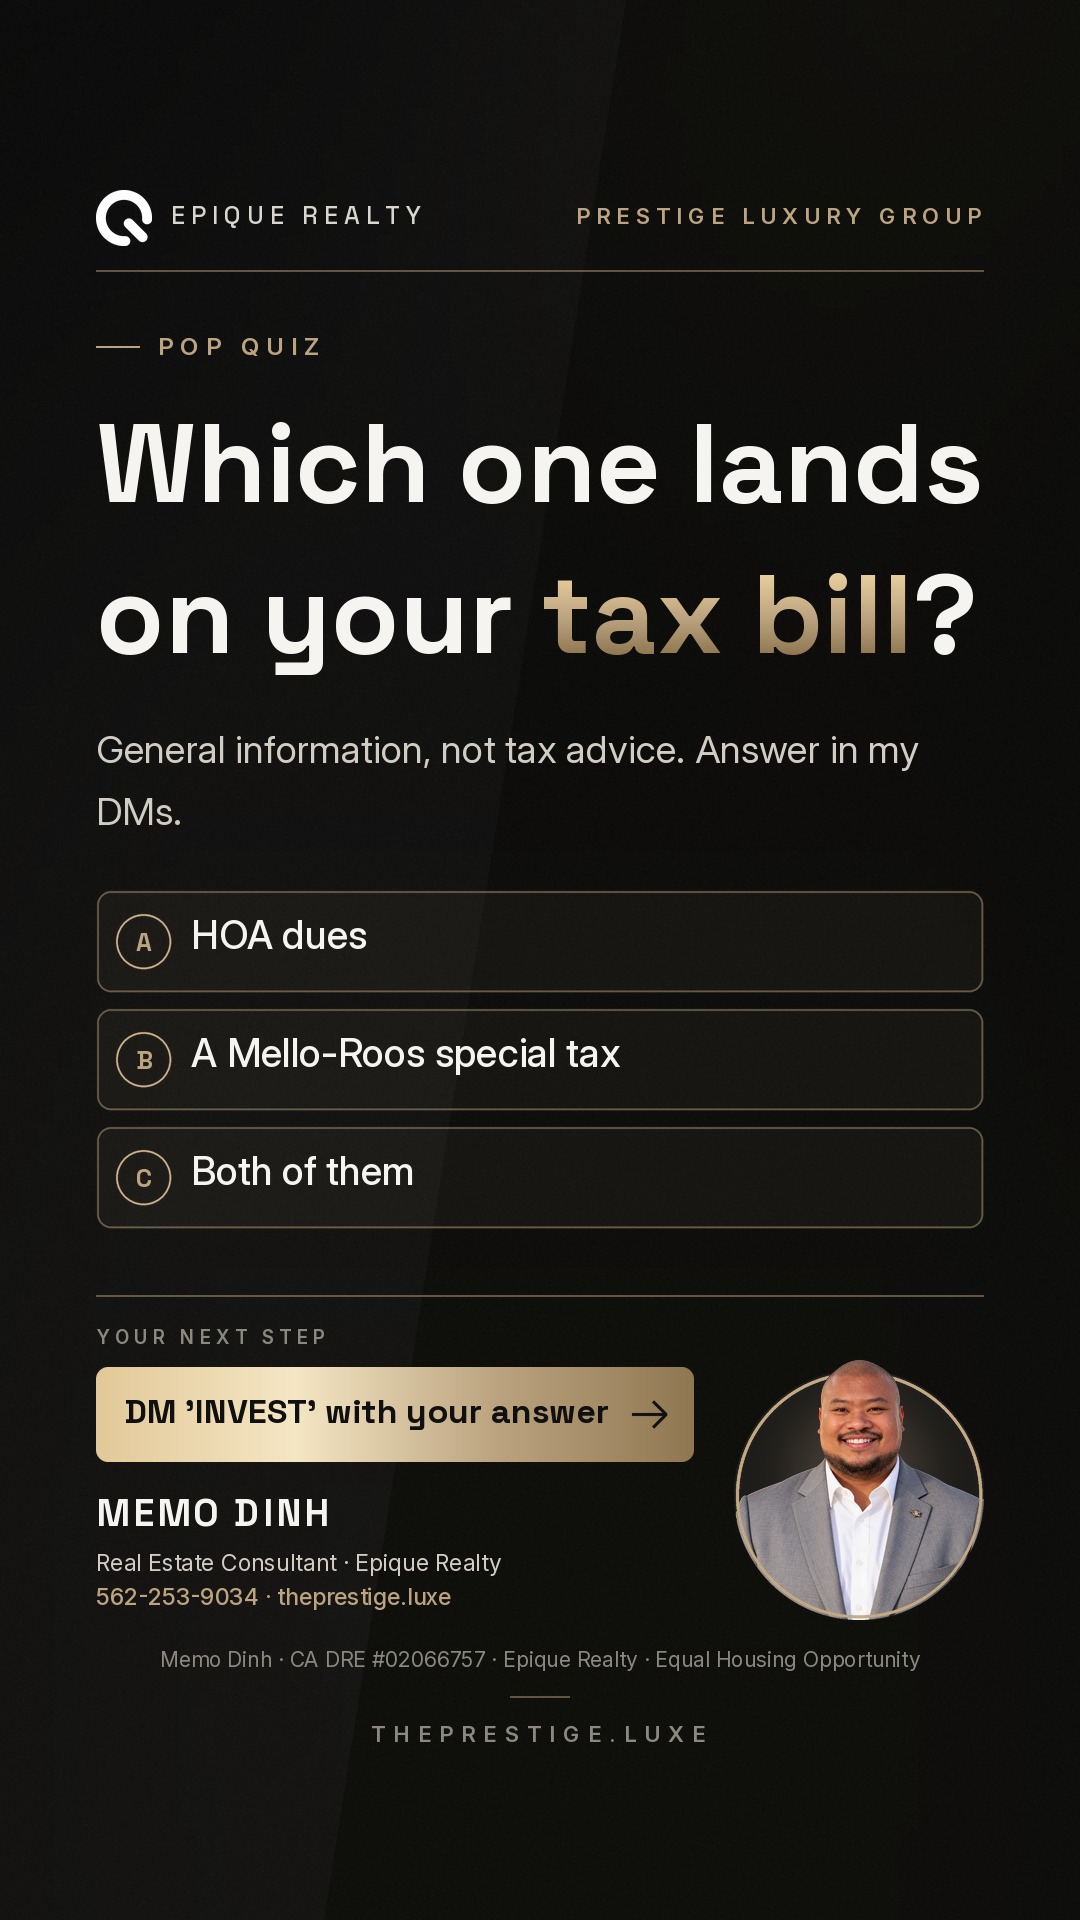 EPIQUE REALTY
PRESTIGE LUXURY GROUP
POP QUIZ
Which one lands
on your tax bill?
General information, not tax advice. Answer in my
DMs.
A HOA dues
B A Mello-Roos special tax
C Both of them
YOUR NEXT STEP
DM ’INVEST’ with your answer →
MEMO DINH
Real Estate Consultant · Epique Realty
562-253-9034 · theprestige.luxe
Memo Dinh · CA DRE #02066757 · Epique Realty · Equal Housing Opportunity
THEPRESTIGE.LUXE